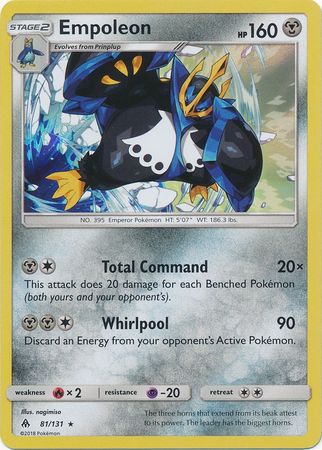 STAGE2 Empoleon HP 160
Evolves from Prinplup
NO. 395 Emperor Pokémon HT: 5'07" WT: 186.3 lbs.
Total Command 20×
This attack does 20 damage for each Benched Pokémon
(both yours and your opponent's).
Whirlpool 90
Discard an Energy from your opponent's Active Pokémon.
weakness × 2 resistance -20 retreat
Illus. nagimiso
81/131 ★
©2018 Pokémon
The three horns that extend from its beak attest
to its power. The leader has the biggest horns.